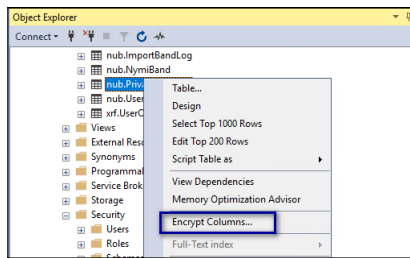 Object Explorer
Connect
nub.ImportBandLog
nub.NymiBand
nub.Priv
nub.User
xrf.UserC
Views
External Reso
Synonyms
Programmal
Service Brok
Storage
Security
Users
Roles
Table...
Design
Select Top 1000 Rows
Edit Top 200 Rows
Script Table as
View Dependencies
Memory Optimization Advisor
Encrypt Columns...
Full-Text index